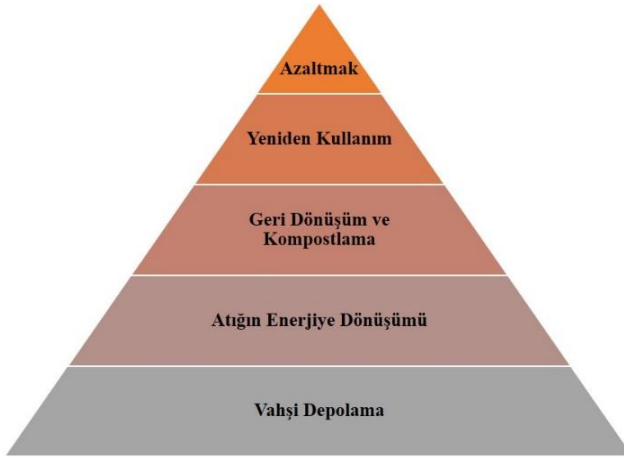 Azaltmak
Yeniden Kullanım
Geri Dönüşüm ve
Kompostlama
Atığın Enerjiye Dönüşümü
Vahşi Depolama